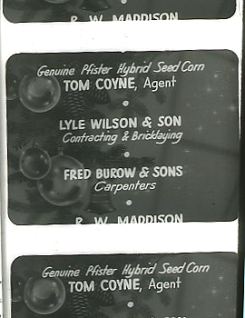 R. W. MADDISON
Genuine Pfister Hybrid Seed Corn
TOM COYNE, Agent
LYLE WILSON & SON
Contracting & Bricklaying
FRED BUROW & SONS
Carpenters
R. W. MADDISON
Genuine Pfister Hybrid Seed Corn
TOM COYNE, Agent